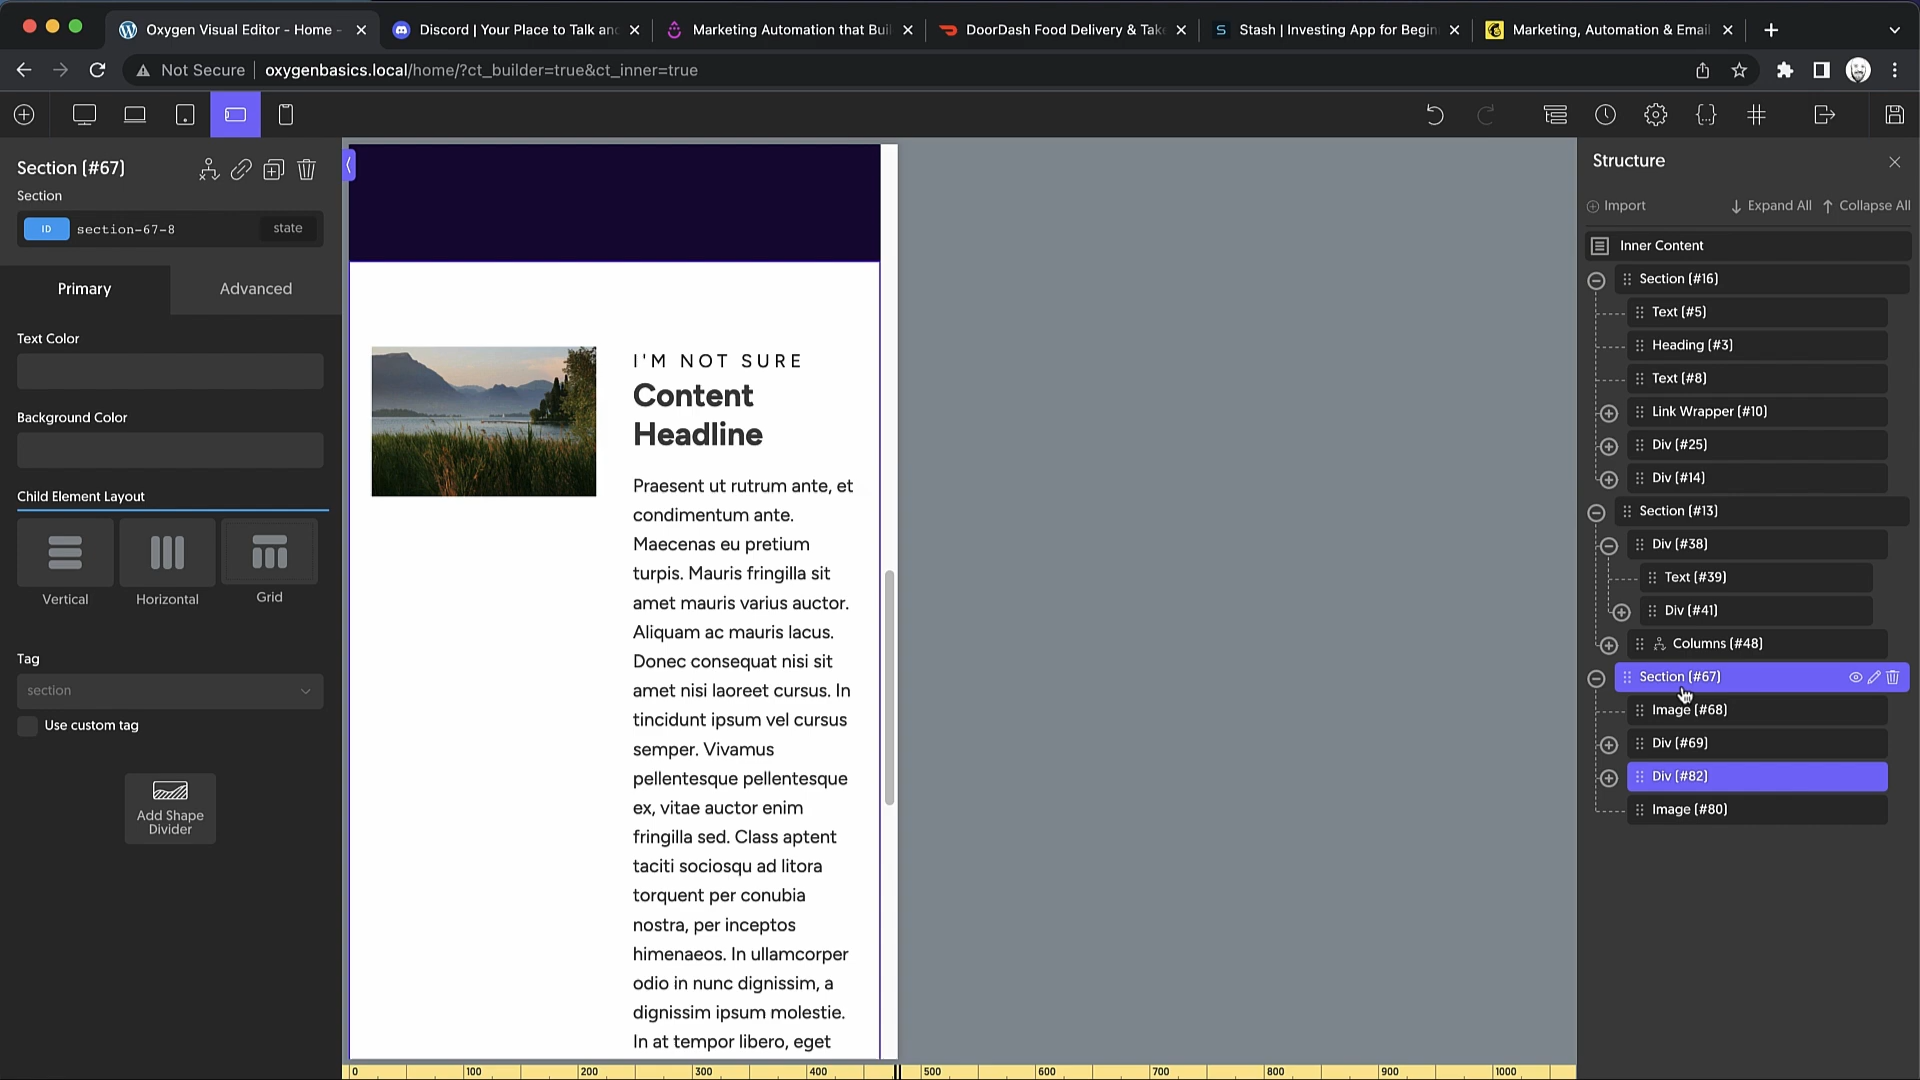 Oxygen Visual Editor - Home -
Discord | Your Place to Talk and
Marketing Automation that Buil
DoorDash Food Delivery & Take
Stash | Investing App for Begin
Marketing, Automation & Email
Not Secure
oxygenbasics.local/home/?ct_builder=true&ct_inner=true
Section (#67)
Section
ID
section-67-8
state
Primary
Advanced
Text Color
Background Color
Child Element Layout
Vertical
Horizontal
Grid
Tag
section
Use custom tag
Add Shape
Divider
I'M NOT SURE
Content
Headline
Praesent ut rutrum ante, et
condimentum ante.
Maecenas eu pretium
turpis. Mauris fringilla sit
amet mauris varius auctor.
Aliquam ac mauris lacus.
Donec consequat nisi sit
amet nisi laoreet cursus. In
tincidunt ipsum vel cursus
semper. Vivamus
pellentesque pellentesque
ex, vitae auctor enim
fringilla sed. Class aptent
taciti sociosqu ad litora
torquent per conubia
nostra, per inceptos
himenaeos. In ullamcorper
odio in nunc dignissim, a
dignissim ipsum molestie.
In at tempor libero, eget
0 100 200 300 400 500 600 700 800 900 1000
Structure
Import
Expand All
Collapse All
Inner Content
Section (#16)
Text (#5)
Heading (#3)
Text (#8)
Link Wrapper (#10)
Div (#25)
Div (#14)
Section (#13)
Div (#38)
Text (#39)
Div (#41)
Columns (#48)
Section (#67)
Image (#68)
Div (#69)
Div (#82)
Image (#80)